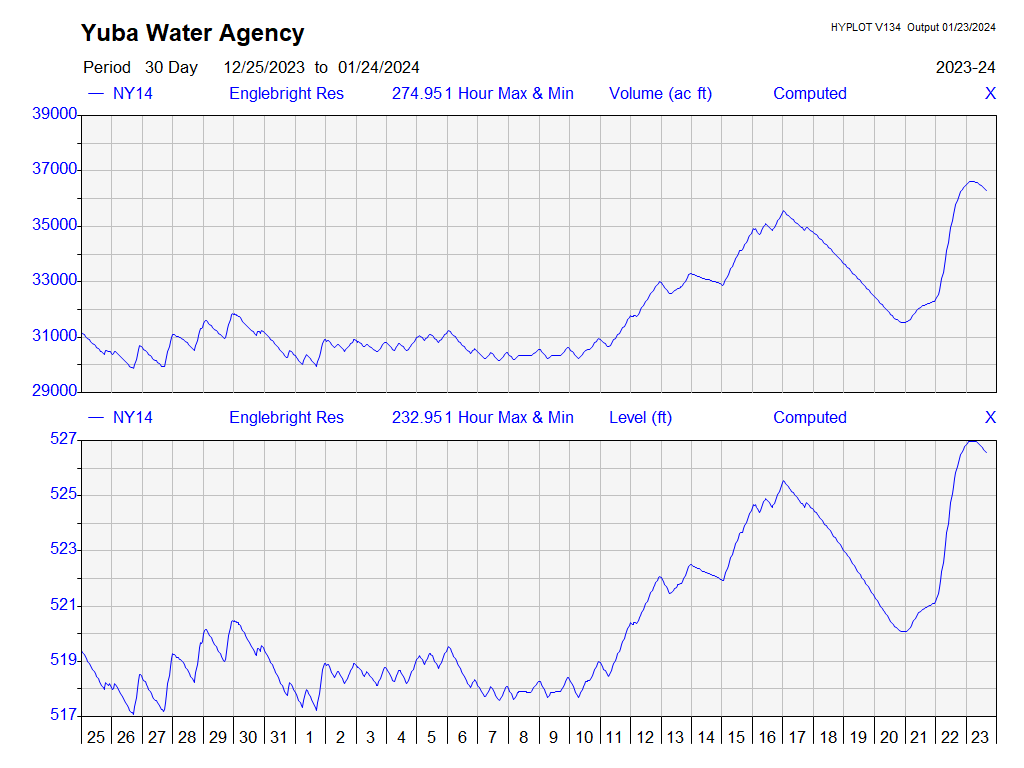 Yuba Water Agency
HYPLOT V134 Output 01/23/2024
Period 30 Day 12/25/2023 to 01/24/2024
2023-24
NY14 Englebright Res 274.951 Hour Max & Min Volume (ac ft) Computed X
39000
37000
35000
33000
31000
29000
NY14 Englebright Res 232.951 Hour Max & Min Level (ft) Computed X
527
525
523
521
519
517
25 26 27 28 29 30 31 1 2 3 4 5 6 7 8 9 10 11 12 13 14 15 16 17 18 19 20 21 22 23